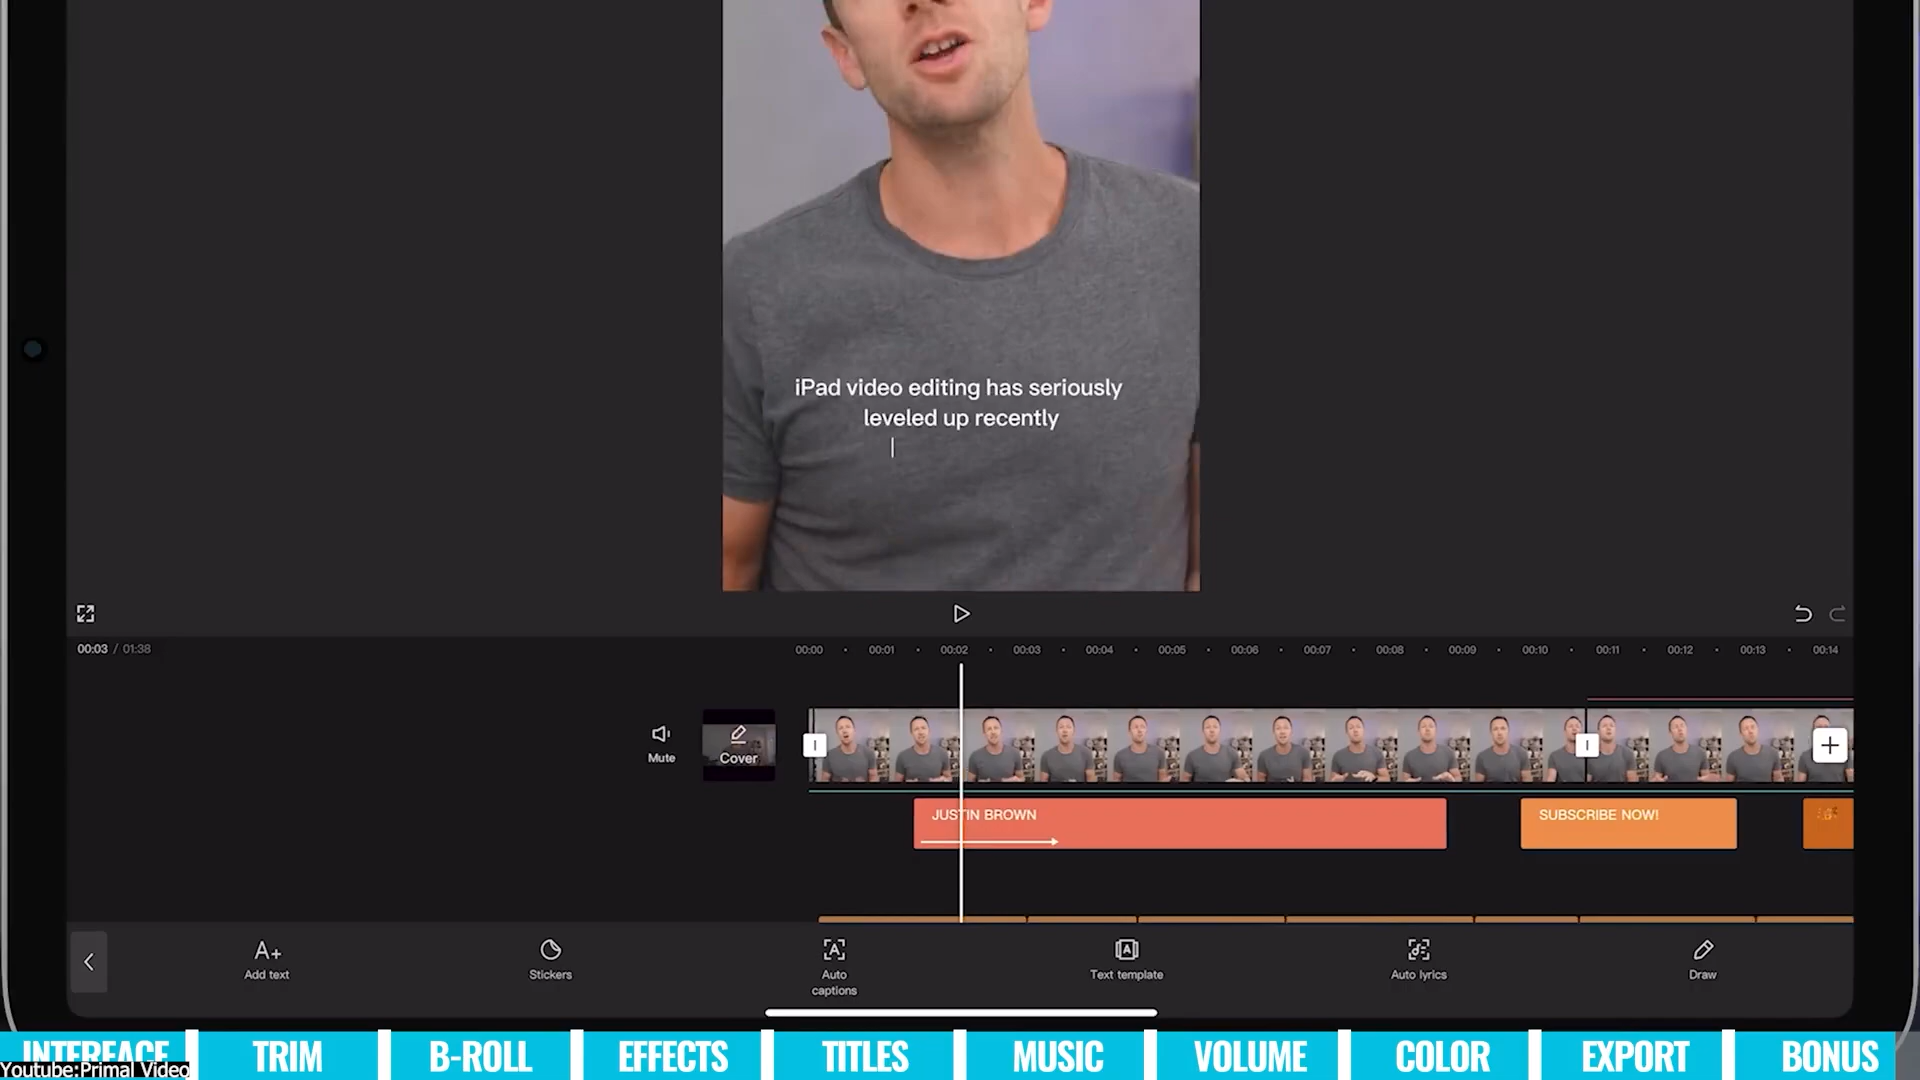 iPad video editing has seriously
leveled up recently
00:03 / 01:38
00:00 00:01 00:02 00:03 00:04 00:05 00:06 00:07 00:08 00:09 00:10 00:11 00:12 00:13 00:14
Mute
Cover
JUSTIN BROWN
SUBSCRIBE NOW!
A+
Add text
Stickers
A
Auto
captions
A
Text template
Auto lyrics
Draw
INTERFACE TRIM B-ROLL EFFECTS TITLES MUSIC VOLUME COLOR EXPORT BONUS
Youtube:Primal Video